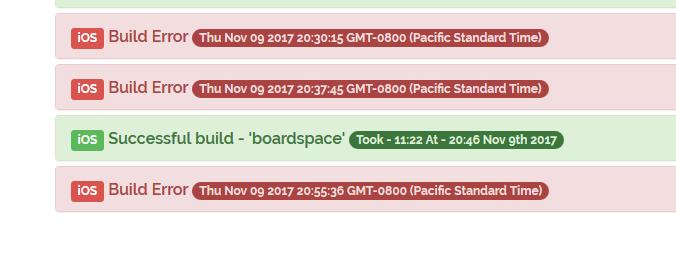 iOS Build Error Thu Nov 09 2017 20:30:15 GMT-0800 (Pacific Standard Time)
iOS Build Error Thu Nov 09 2017 20:37:45 GMT-0800 (Pacific Standard Time)
iOS Successful build - 'boardspace' Took - 11:22 At - 20:46 Nov 9th 2017
iOS Build Error Thu Nov 09 2017 20:55:36 GMT-0800 (Pacific Standard Time)